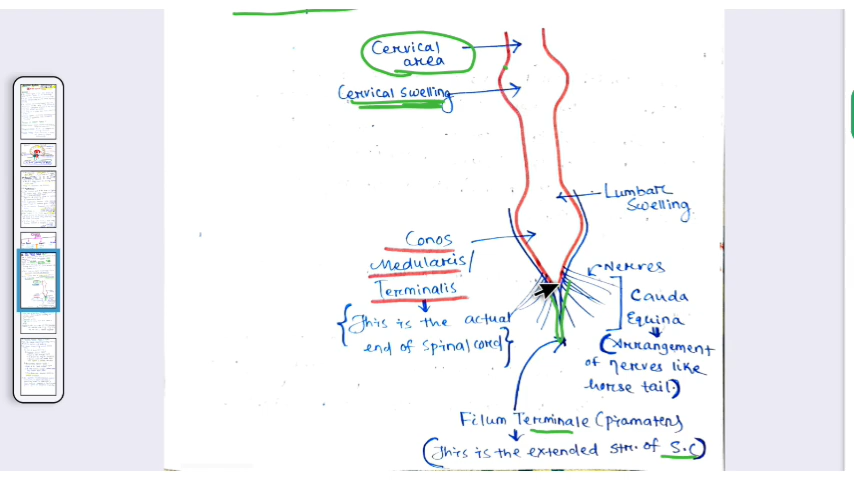 Cervical
area
Cervical swelling
Lumbar
Swelling
Conos
Medularcis/
Terminalis
{This is the actual
end of spinal cord}
Nerves
Cauda
Equina
(Arrangement
of nerves like
horse tail)
Filum Terminale (piamater)
(This is the extended str. of S.C)